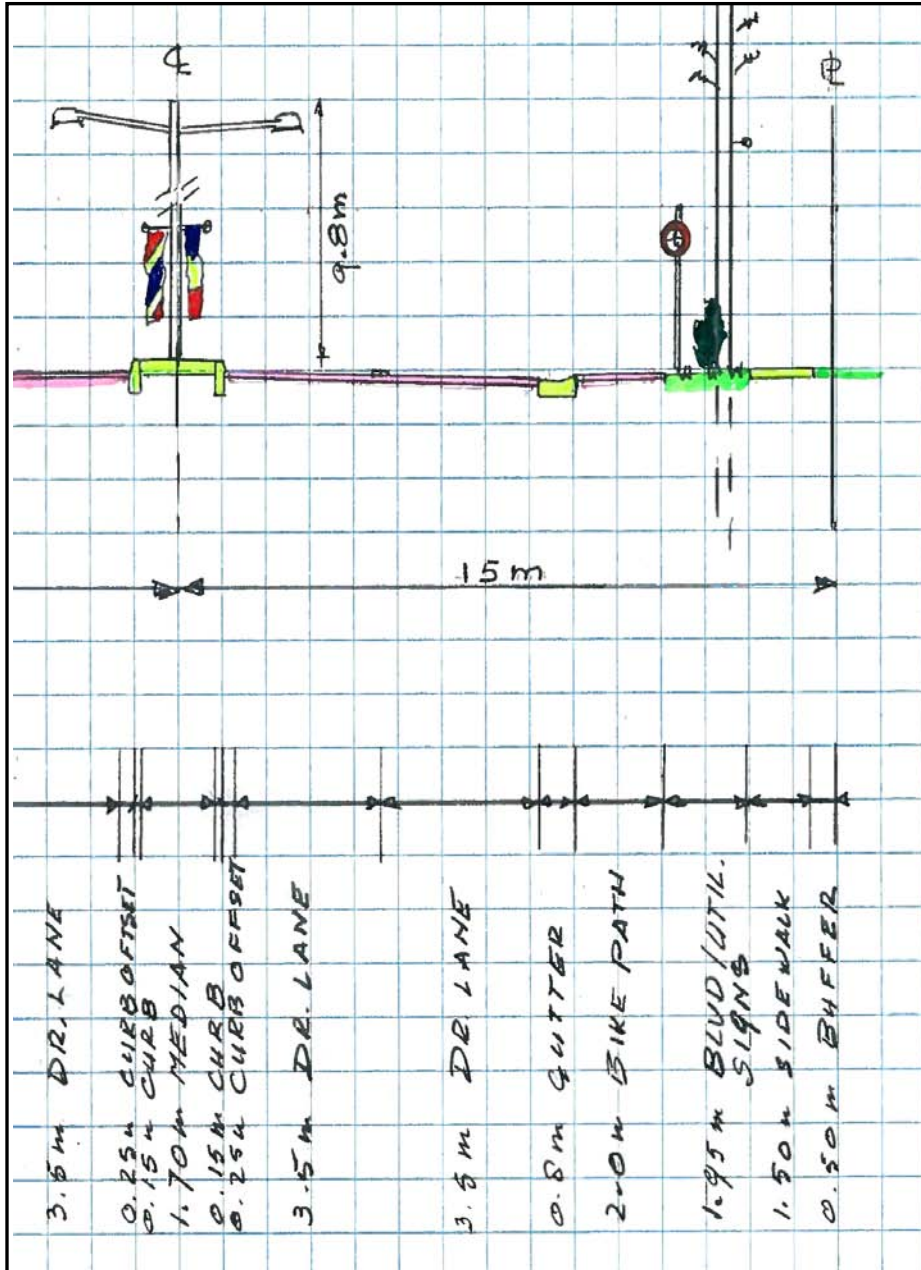 ℄
⅊
9.8m
15m
3.5m DR. LANE
0.25m CURB OFFSET
0.15m CURB
1.70m MEDIAN
0.15m CURB
0.25m CURB OFFSET
3.5m DR. LANE
3.5m DR. LANE
0.8m GUTTER
2.0m BIKE PATH
1.95m BLVD/UTIL.
SIGNS
1.50m SIDEWALK
0.50m BUFFER